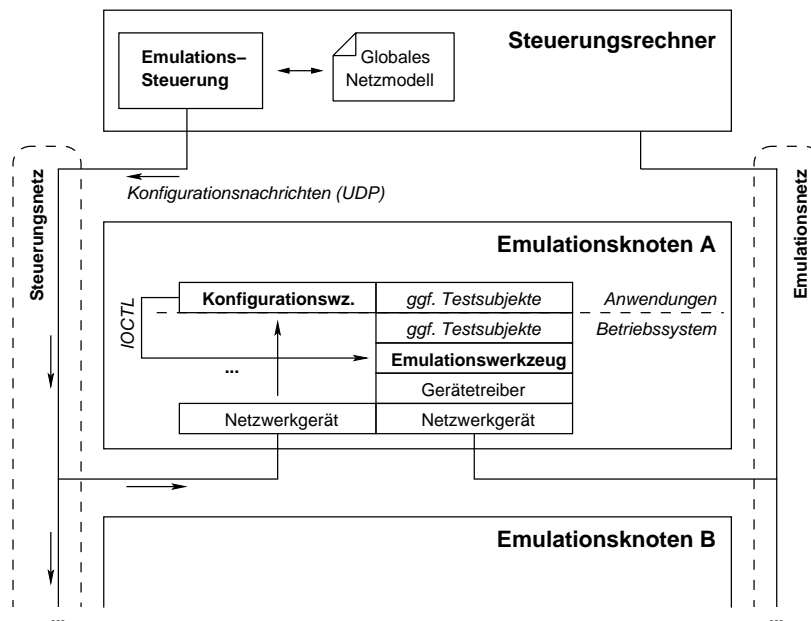 Steuerungsrechner
Emulations–
Steuerung
Globales
Netzmodell
Steuerungsnetz
Emulationsnetz
Konfigurationsnachrichten (UDP)
Emulationsknoten A
IOCTL
Konfigurationswz.
ggf. Testsubjekte
Anwendungen
ggf. Testsubjekte
Betriebssystem
...
Emulationswerkzeug
Gerätetreiber
Netzwerkgerät
Netzwerkgerät
Emulationsknoten B
...
...